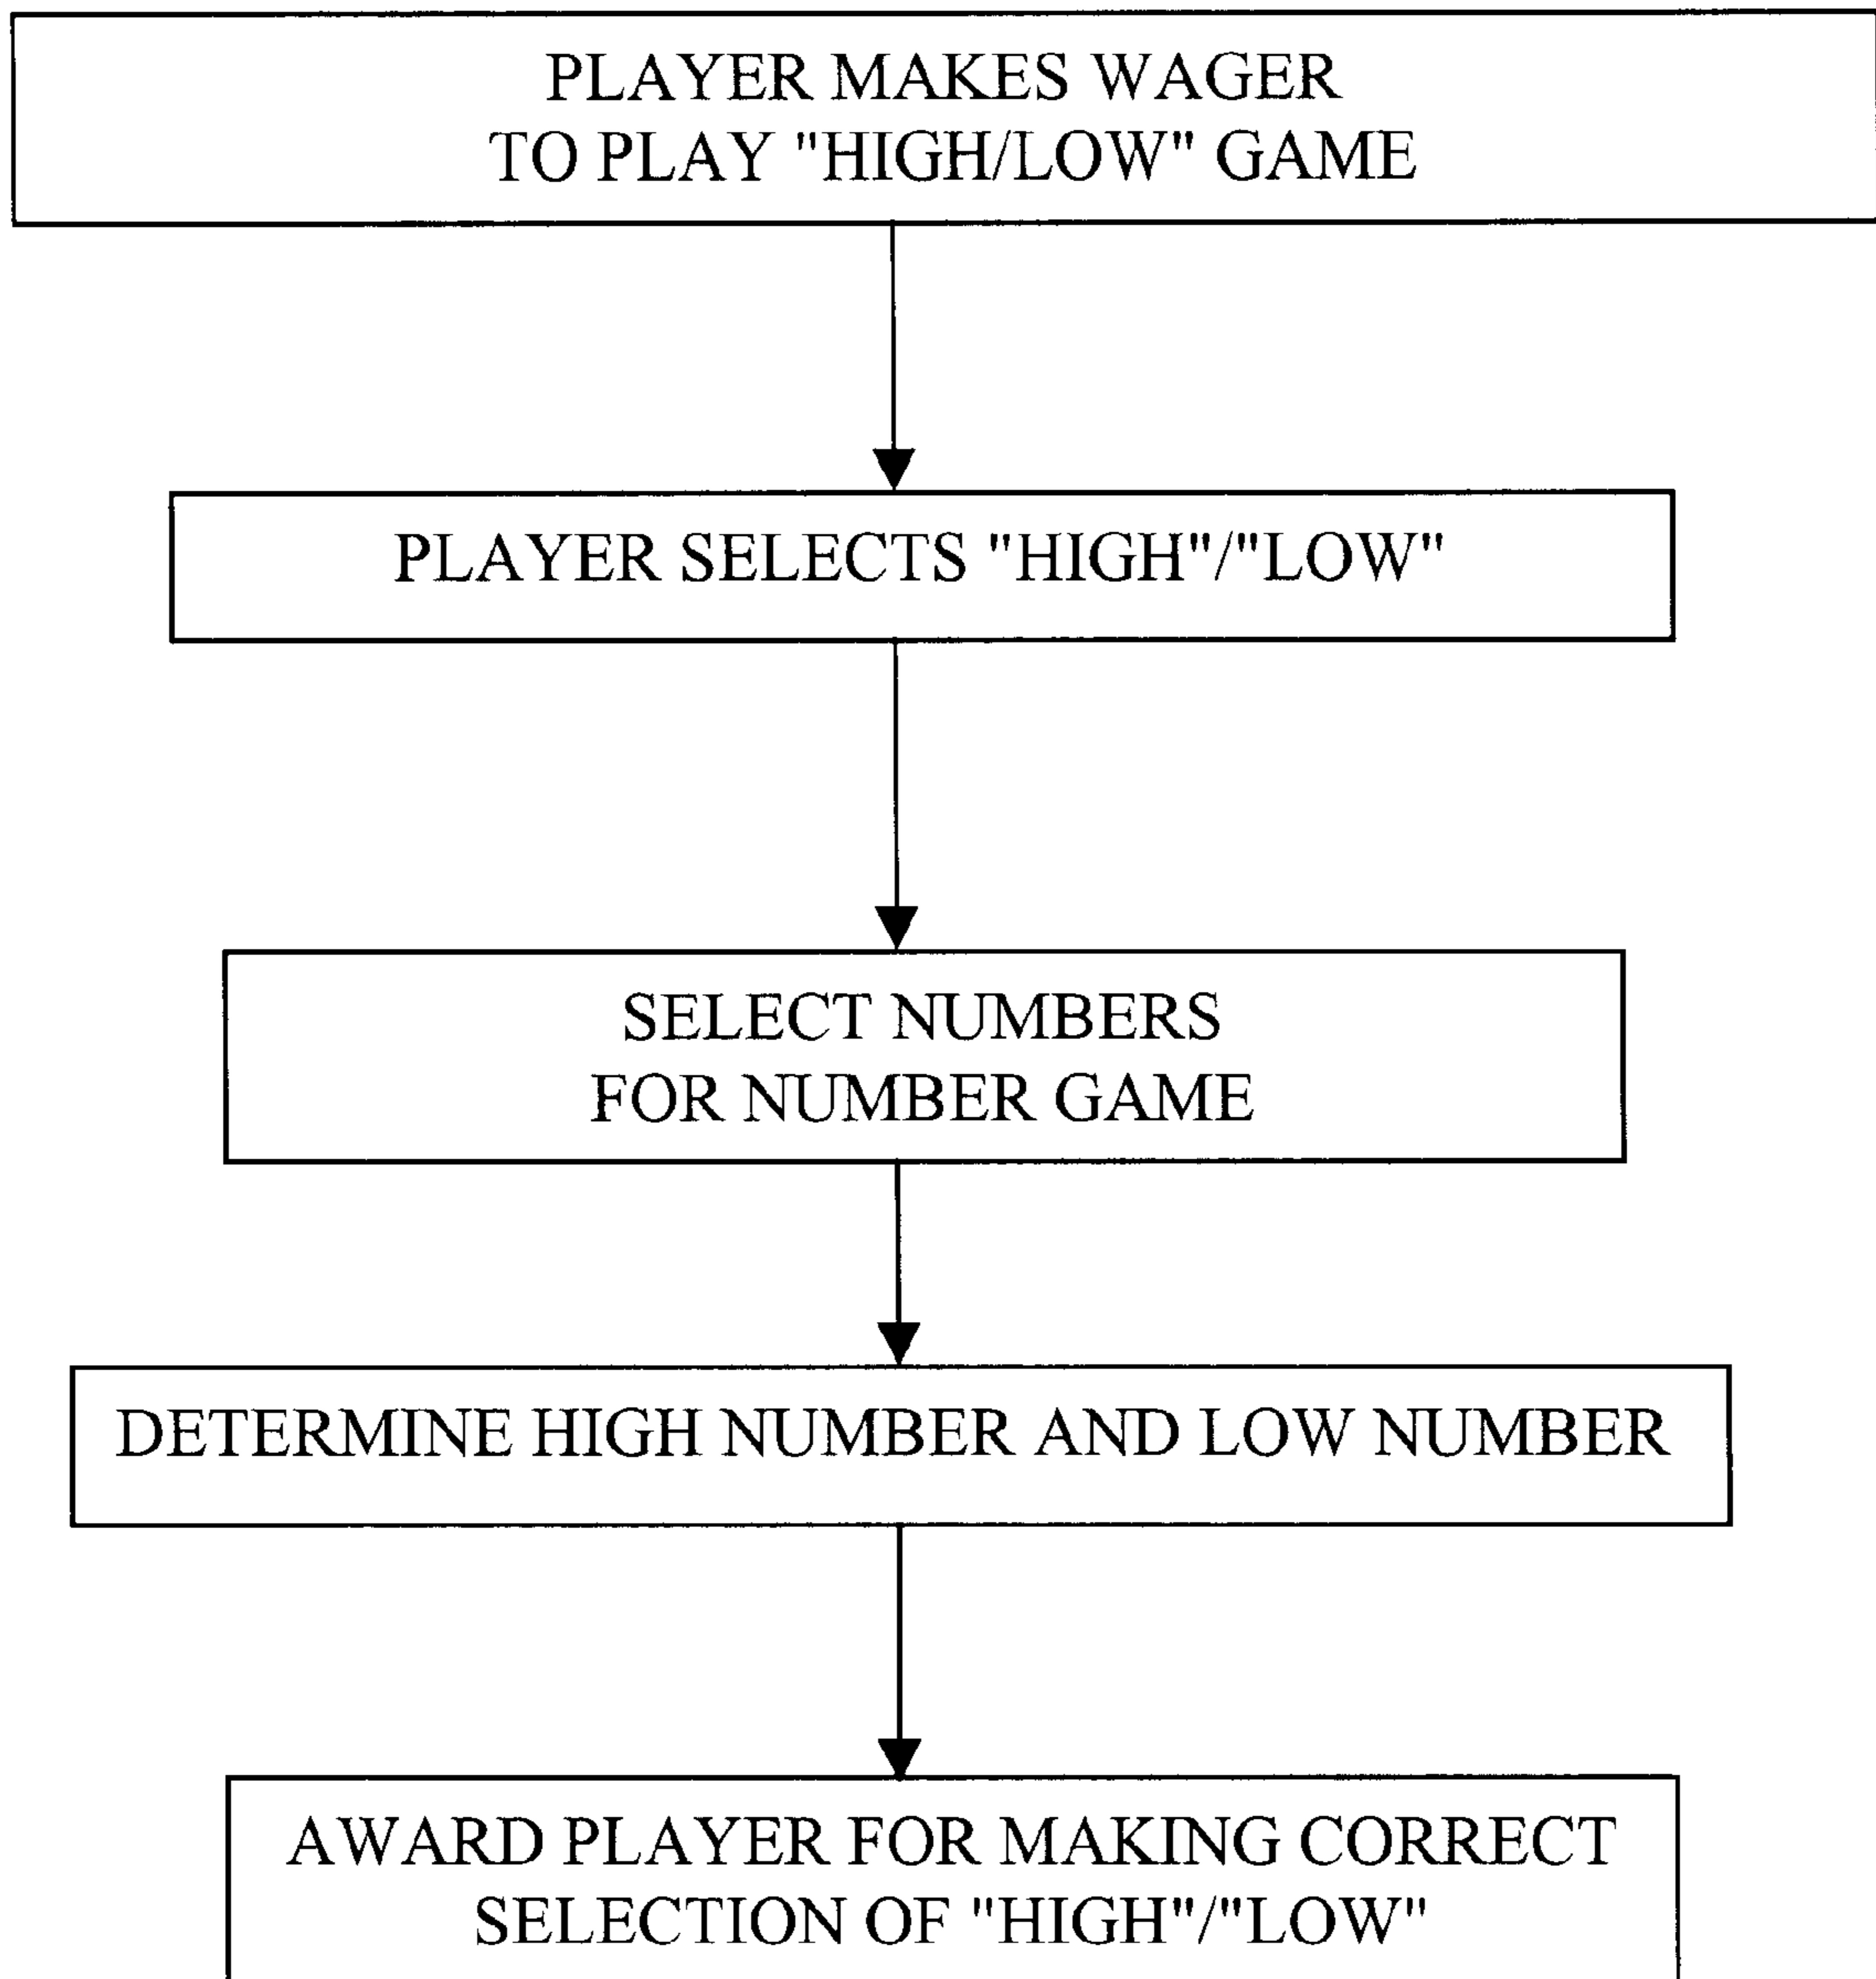 PLAYER MAKES WAGER
TO PLAY "HIGH/LOW" GAME
PLAYER SELECTS "HIGH"/"LOW"
SELECT NUMBERS
FOR NUMBER GAME
DETERMINE HIGH NUMBER AND LOW NUMBER
AWARD PLAYER FOR MAKING CORRECT
SELECTION OF "HIGH"/"LOW"